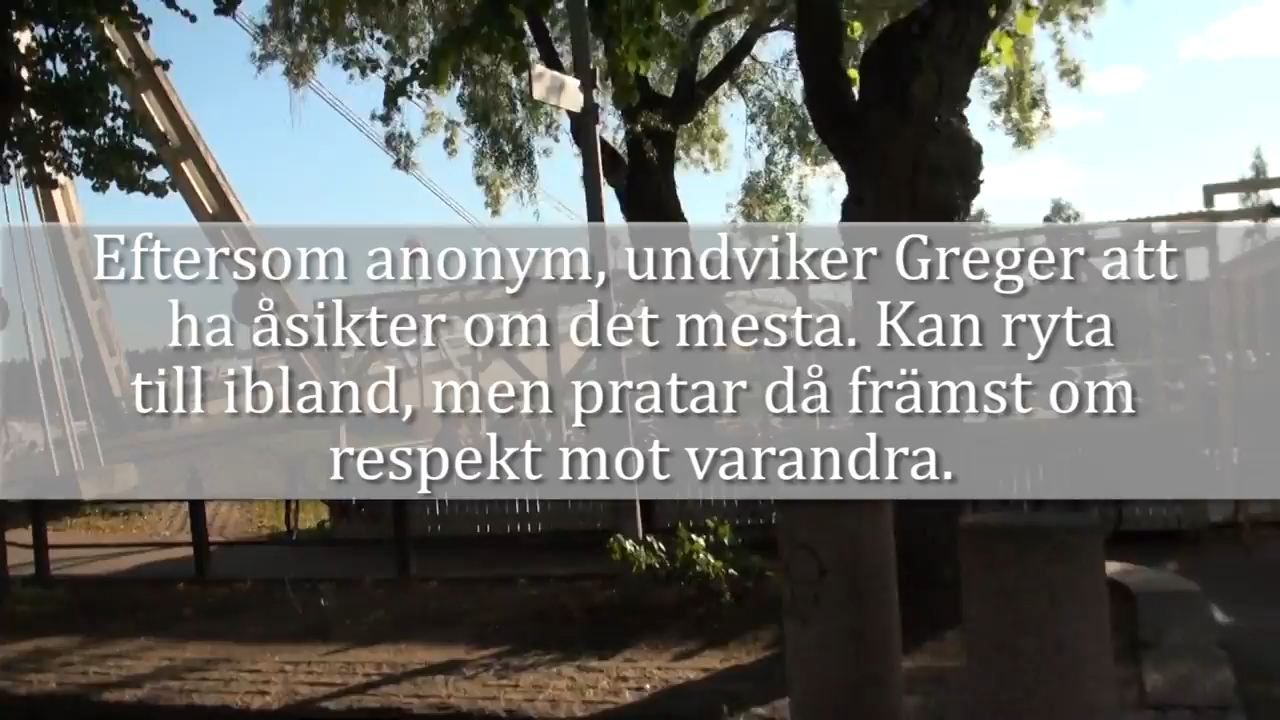 Eftersom anonym, undviker Greger att
ha åsikter om det mesta. Kan ryta
till ibland, men pratar då främst om
respekt mot varandra.